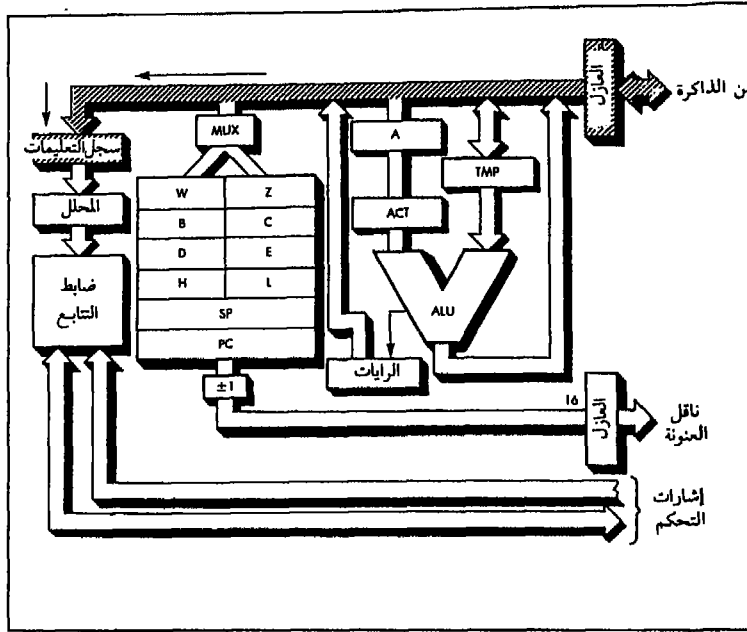 العازل
ن الذاكرة
سجل التعليمات
MUX
A
TMP
المحلل
W Z
ACT
B C
D E
ضابط
التتابع
H L
ALU
SP
PC
الرايات
±1
16
العازل
ناقل
العنونة
إشارات
التحكم